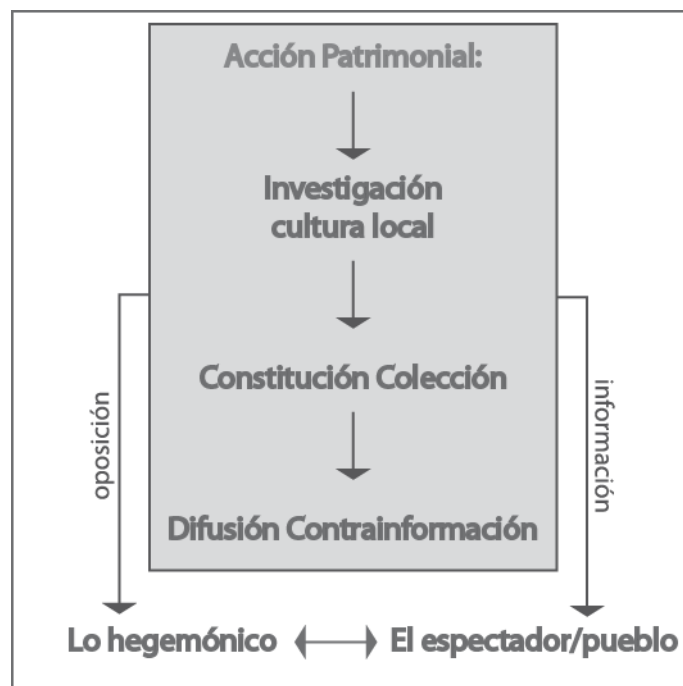 Acción Patrimonial:
Investigación
cultura local
Constitución Colección
oposición
información
Difusión Contrainformación
Lo hegemónico
El espectador/pueblo